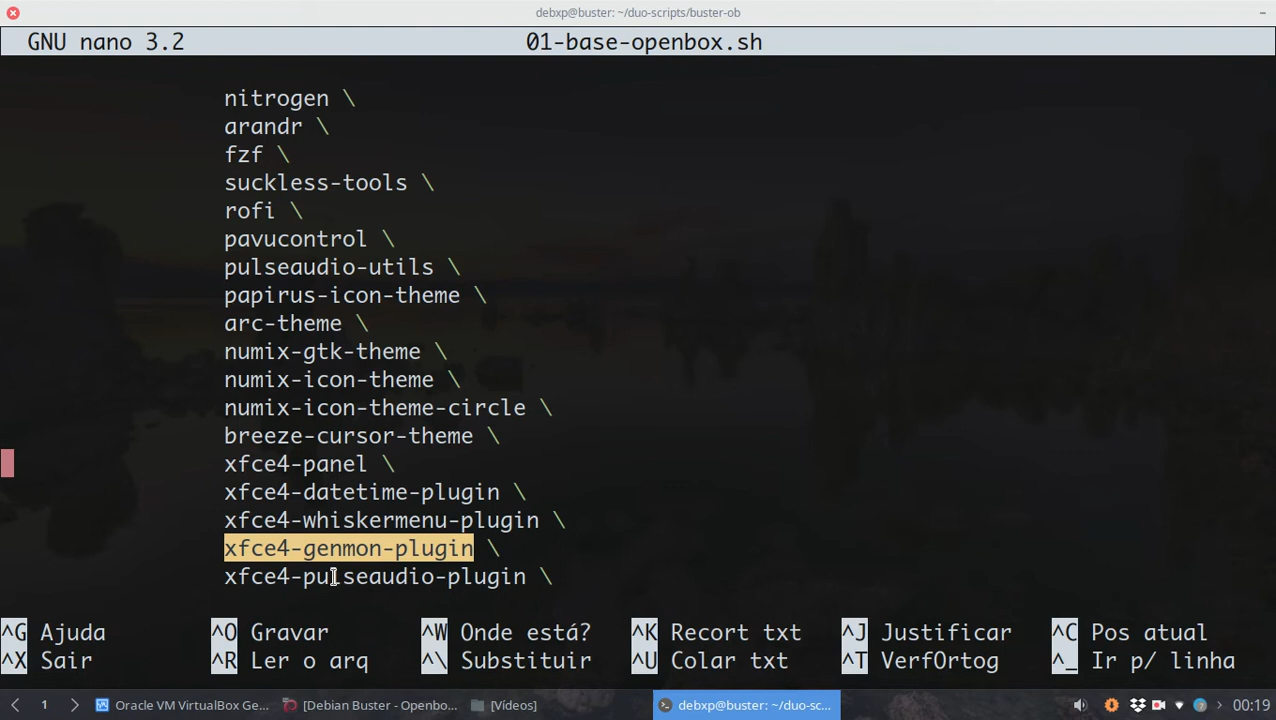 debxp@buster: ~/duo-scripts/buster-ob
GNU nano 3.2 01-base-openbox.sh
nitrogen \
arandr \
fzf \
suckless-tools \
rofi \
pavucontrol \
pulseaudio-utils \
papirus-icon-theme \
arc-theme \
numix-gtk-theme \
numix-icon-theme \
numix-icon-theme-circle \
breeze-cursor-theme \
xfce4-panel \
xfce4-datetime-plugin \
xfce4-whiskermenu-plugin \
xfce4-genmon-plugin \
xfce4-pulseaudio-plugin \
^G Ajuda ^O Gravar ^W Onde está? ^K Recort txt ^J Justificar ^C Pos atual
^X Sair ^R Ler o arq ^\ Substituir ^U Colar txt ^T VerfOrtog ^_ Ir p/ linha
1 Oracle VM VirtualBox Ge... [Debian Buster - Openbo... [Vídeos] debxp@buster: ~/duo-sc... 00:19